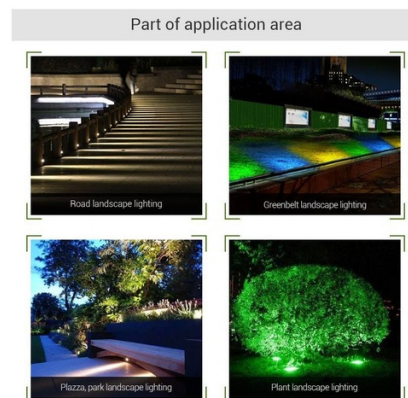 Part of application area
Road landscape lighting
Greenbelt landscape lighting
Plazza, park landscape lighting
Plant landscape lighting